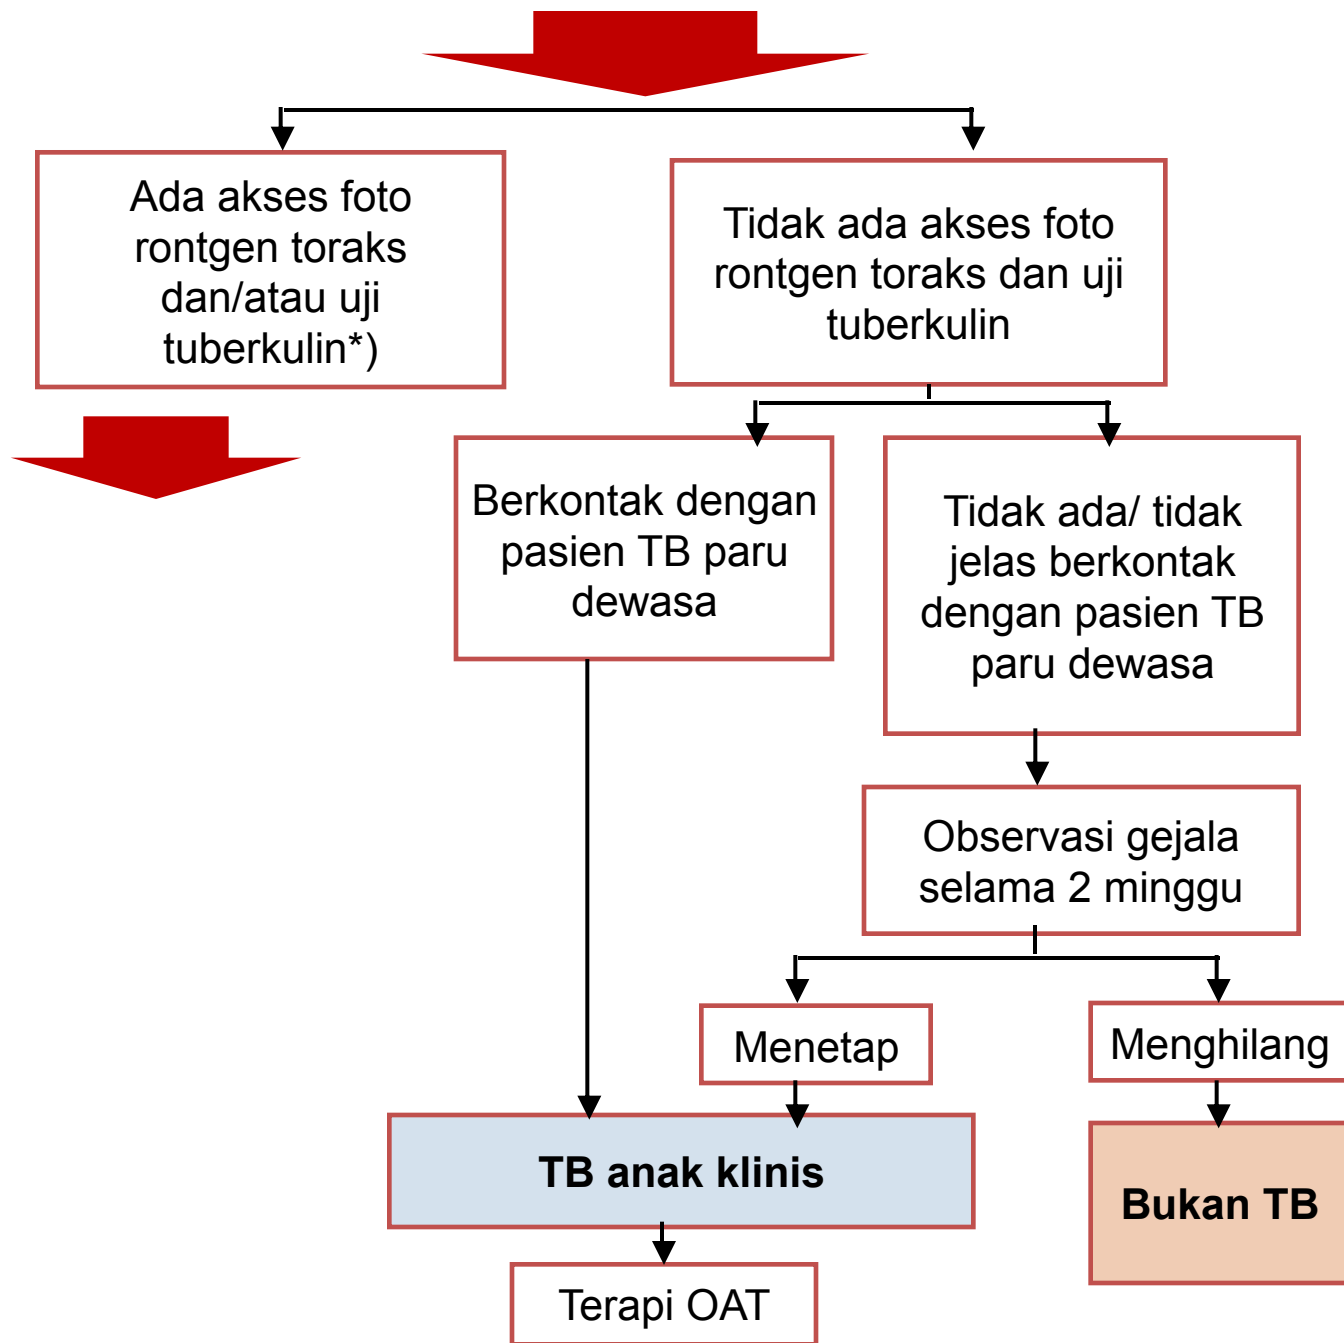 Ada akses foto
rontgen toraks
dan/atau uji
tuberkulin*)
Tidak ada akses foto
rontgen toraks dan uji
tuberkulin
Berkontak dengan
pasien TB paru
dewasa
Tidak ada/ tidak
jelas berkontak
dengan pasien TB
paru dewasa
Observasi gejala
selama 2 minggu
Menetap
Menghilang
TB anak klinis
Bukan TB
Terapi OAT